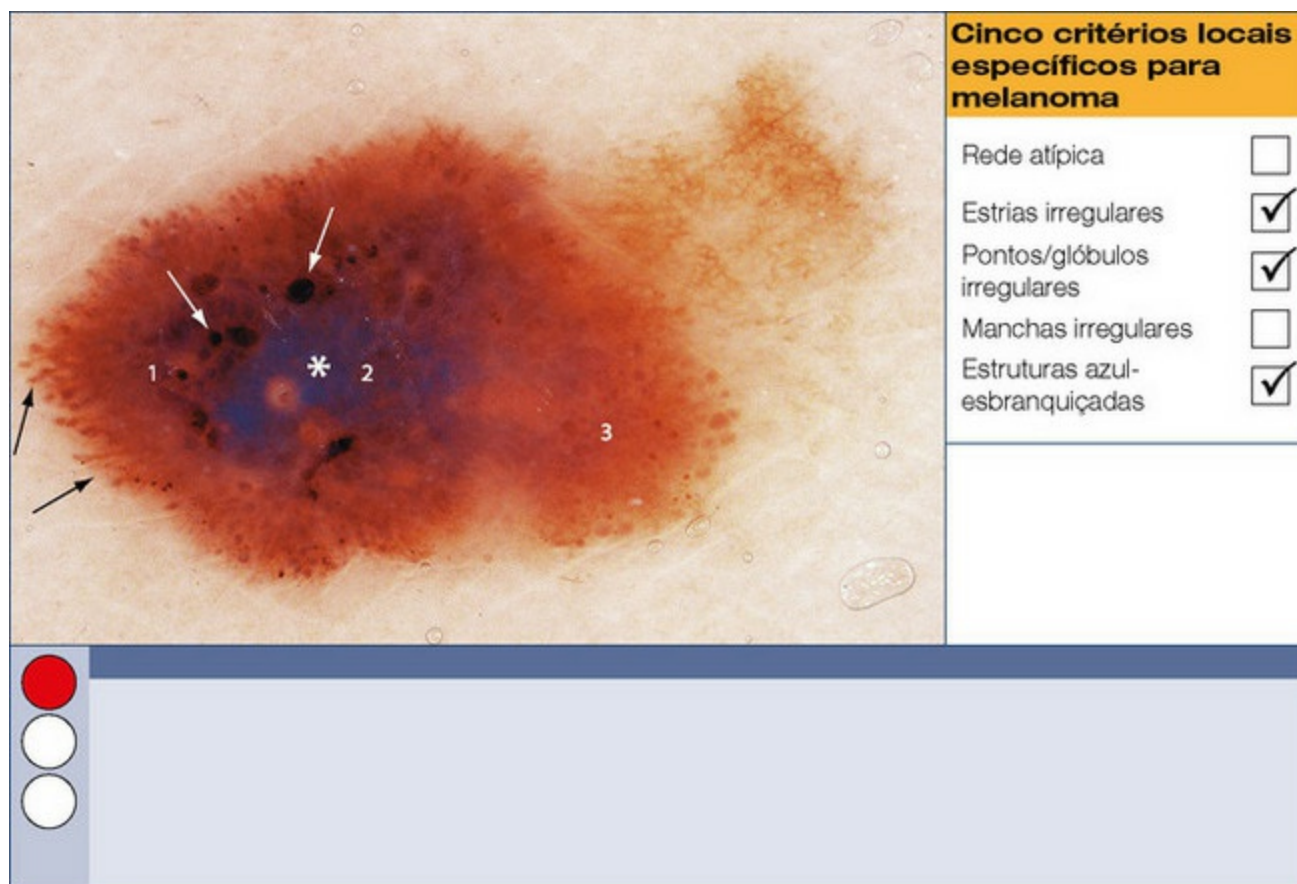 Cinco critérios locais
específicos para
melanoma
Rede atípica
Estrias irregulares
Pontos/glóbulos
irregulares
Manchas irregulares
Estruturas azul-
esbranquiçadas
1
*
2
3